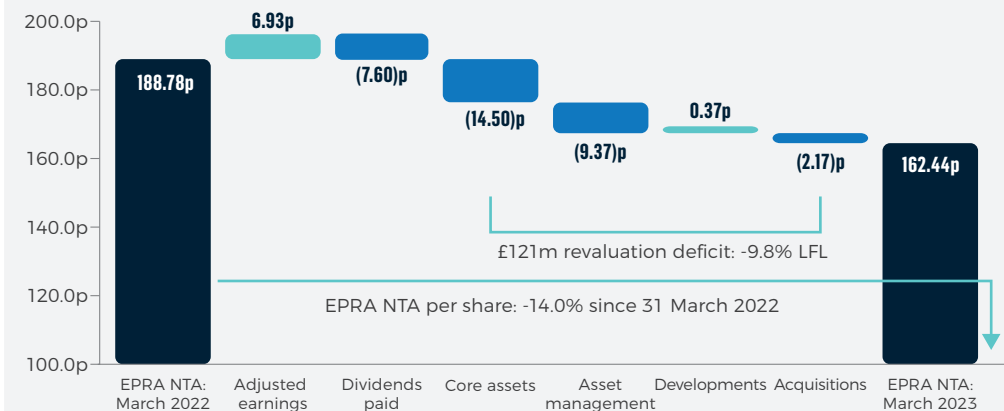 200.0p
180.0p
160.0p
140.0p
120.0p
100.0p
188.78p
6.93p
(7.60)p
(14.50)p
(9.37)p
0.37p
(2.17)p
162.44p
£121m revaluation deficit: -9.8% LFL
EPRA NTA per share: -14.0% since 31 March 2022
EPRA NTA:
March 2022
Adjusted
earnings
Dividends
paid
Core assets
Asset
management
Developments
Acquisitions
EPRA NTA:
March 2023